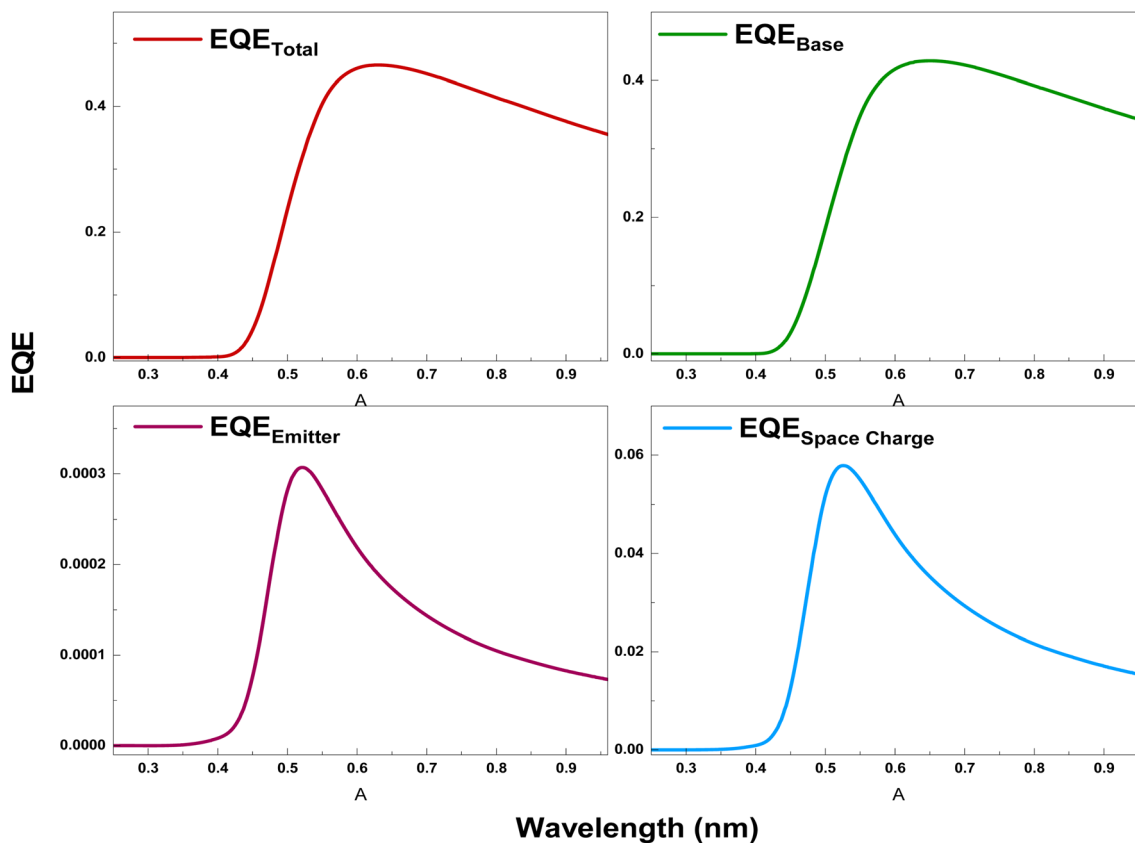 EQE
EQE_Total
0.4
0.2
0.0
0.3 0.4 0.5 0.6 0.7 0.8 0.9
A
EQE_Base
0.4
0.2
0.0
0.3 0.4 0.5 0.6 0.7 0.8 0.9
A
EQE_Emitter
0.0003
0.0002
0.0001
0.0000
0.3 0.4 0.5 0.6 0.7 0.8 0.9
A
EQE_Space Charge
0.06
0.04
0.02
0.00
0.3 0.4 0.5 0.6 0.7 0.8 0.9
A
Wavelength (nm)